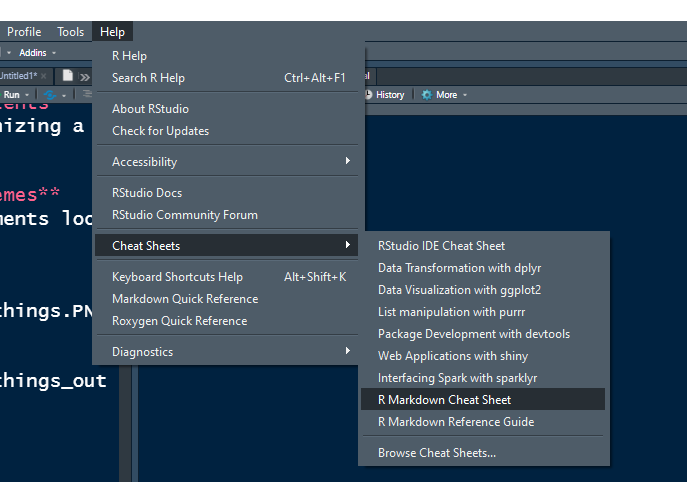 Profile Tools Help
Addins
R Help
Search R Help Ctrl+Alt+F1
About RStudio
Check for Updates
Accessibility
RStudio Docs
RStudio Community Forum
Cheat Sheets
Keyboard Shortcuts Help Alt+Shift+K
Markdown Quick Reference
Roxygen Quick Reference
Diagnostics
RStudio IDE Cheat Sheet
Data Transformation with dplyr
Data Visualization with ggplot2
List manipulation with purrr
Package Development with devtools
Web Applications with shiny
Interfacing Spark with sparklyr
R Markdown Cheat Sheet
R Markdown Reference Guide
Browse Cheat Sheets...
Untitled1*
Run
History More
nizing a
emes**
ments loc
things.PN
things_out